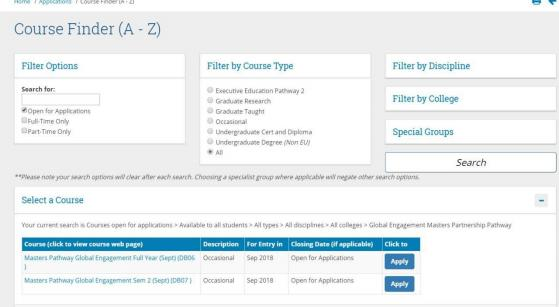 Home / Applications / Course Finder (A - Z)
Course Finder (A - Z)
Filter Options
Search for:
Open for Applications
Full-Time Only
Part-Time Only
Filter by Course Type
Executive Education Pathway 2
Graduate Research
Graduate Taught
Occasional
Undergraduate Cert and Diploma
Undergraduate Degree (Non EU)
All
Filter by Discipline
Filter by College
Special Groups
Search
**Please note your search options will clear after each search. Choosing a specialist group where applicable will negate other search options.
Select a Course
Your current search is Courses open for applications > Available to all students > All types > All disciplines > All colleges > Global Engagement Masters Partnership Pathway
Course (click to view course web page) Description For Entry in Closing Date (if applicable) Click to
Masters Pathway Global Engagement Full Year (Sept) (DB06 Occasional Sep 2018 Open for Applications Apply
)
Masters Pathway Global Engagement Sem 2 (Sept) (DB07 ) Occasional Sep 2018 Open for Applications Apply